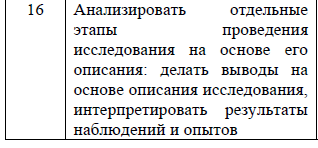 16 Анализировать отдельные
этапы проведения
исследования на основе его
описания: делать выводы на
основе описания исследования,
интерпретировать результаты
наблюдений и опытов